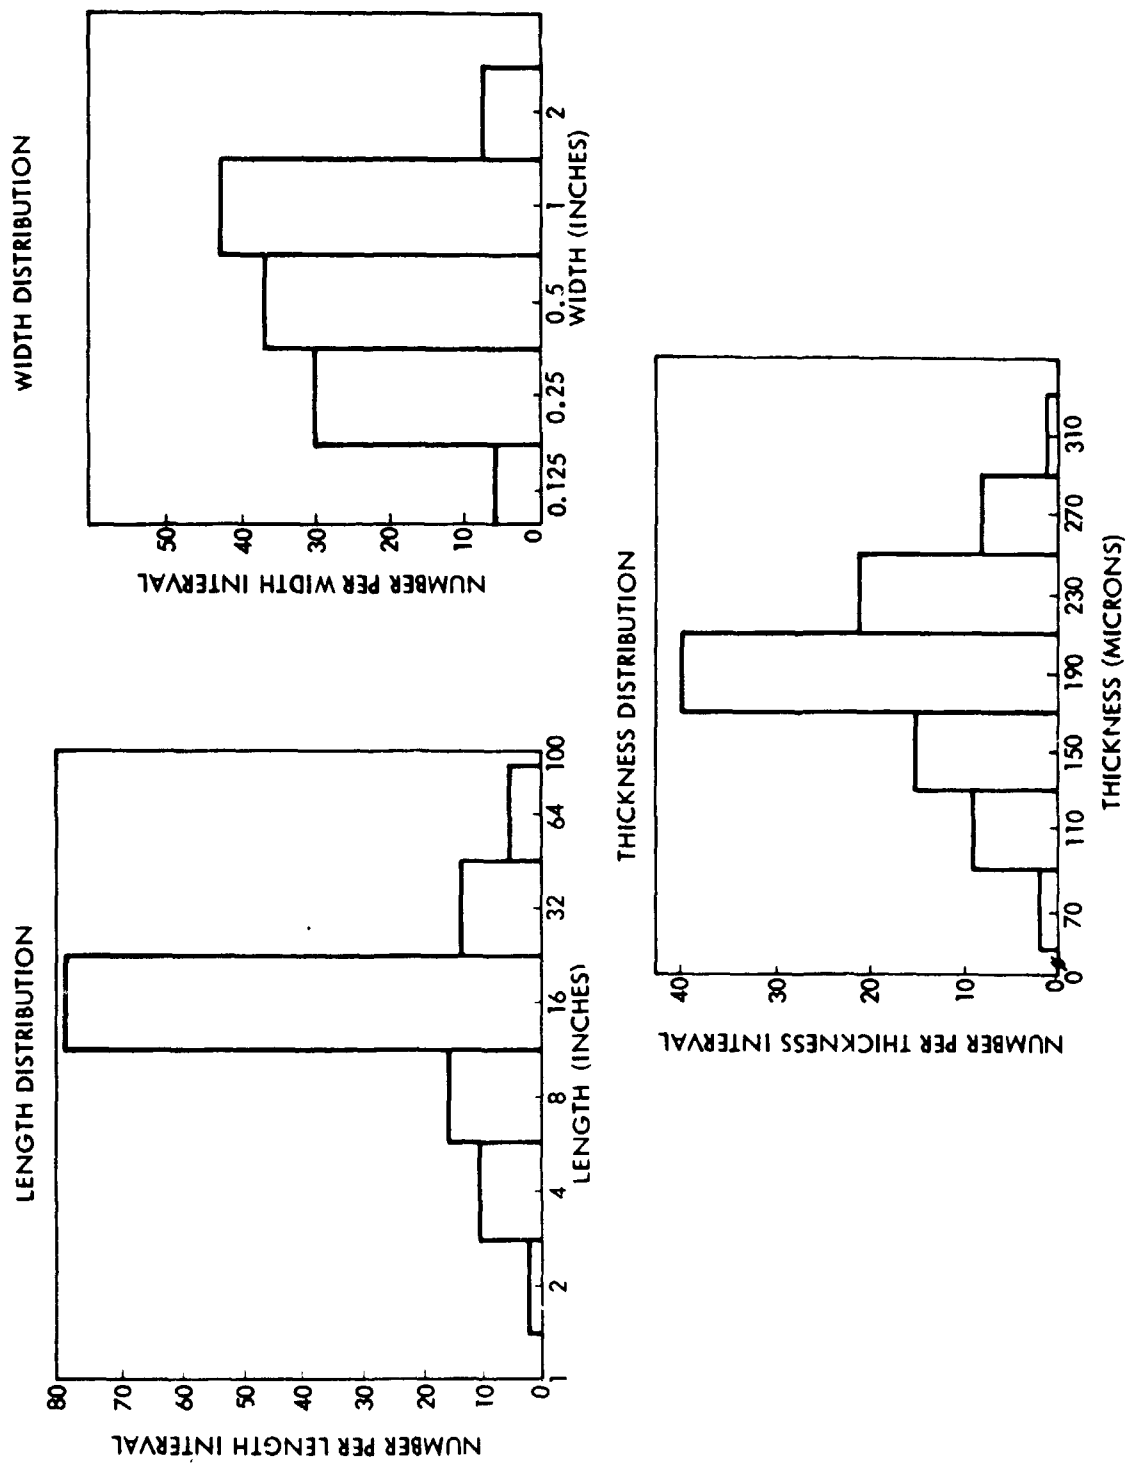 LENGTH DISTRIBUTION
NUMBER PER LENGTH INTERVAL
80
70
60
50
40
30
20
10
0
1 2 4 8 16 32 64 100
LENGTH (INCHES)
WIDTH DISTRIBUTION
NUMBER PER WIDTH INTERVAL
50
40
30
20
10
0
0.125 0.25 0.5 1 2
WIDTH (INCHES)
THICKNESS DISTRIBUTION
NUMBER PER THICKNESS INTERVAL
40
30
20
10
0
0 70 110 150 190 230 270 310
THICKNESS (MICRONS)